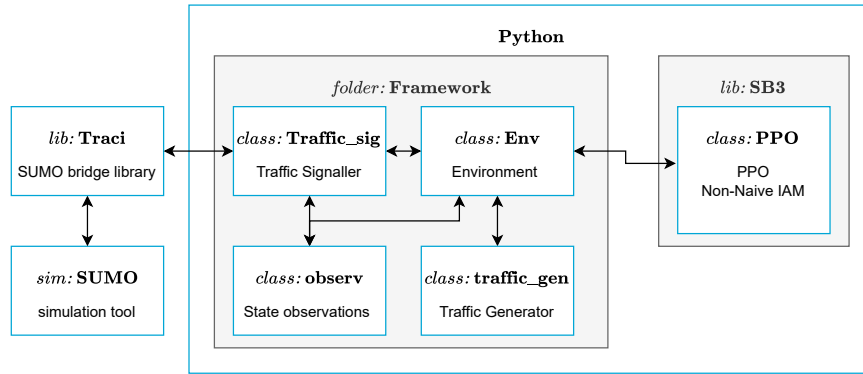 Python
folder: Framework
lib: SB3
lib: Traci
SUMO bridge library
class: Traffic_sig
Traffic Signaller
class: Env
Environment
class: PPO
PPO
Non-Naive IAM
sim: SUMO
simulation tool
class: observ
State observations
class: traffic_gen
Traffic Generator